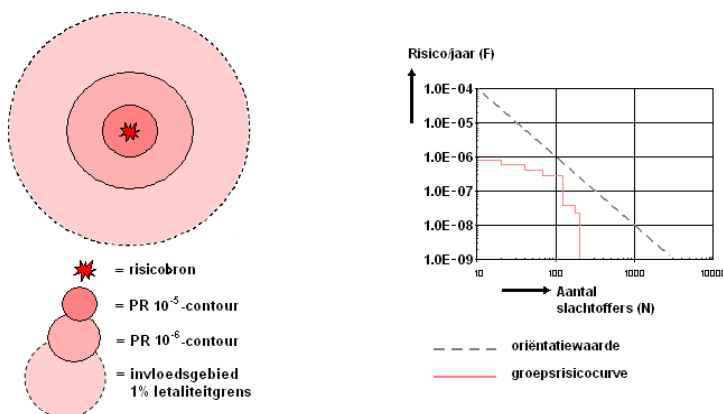 = risicobron
= PR 10-5-contour
= PR 10-6-contour
= invloedsgebied
1% letaliteitgrens
Risico/jaar (F)
1.0E-04
1.0E-05
1.0E-06
1.0E-07
1.0E-08
1.0E-09
10
100
1000
10000
Aantal
slachtoffers (N)
oriëntatiewaarde
groepsrisicocurve